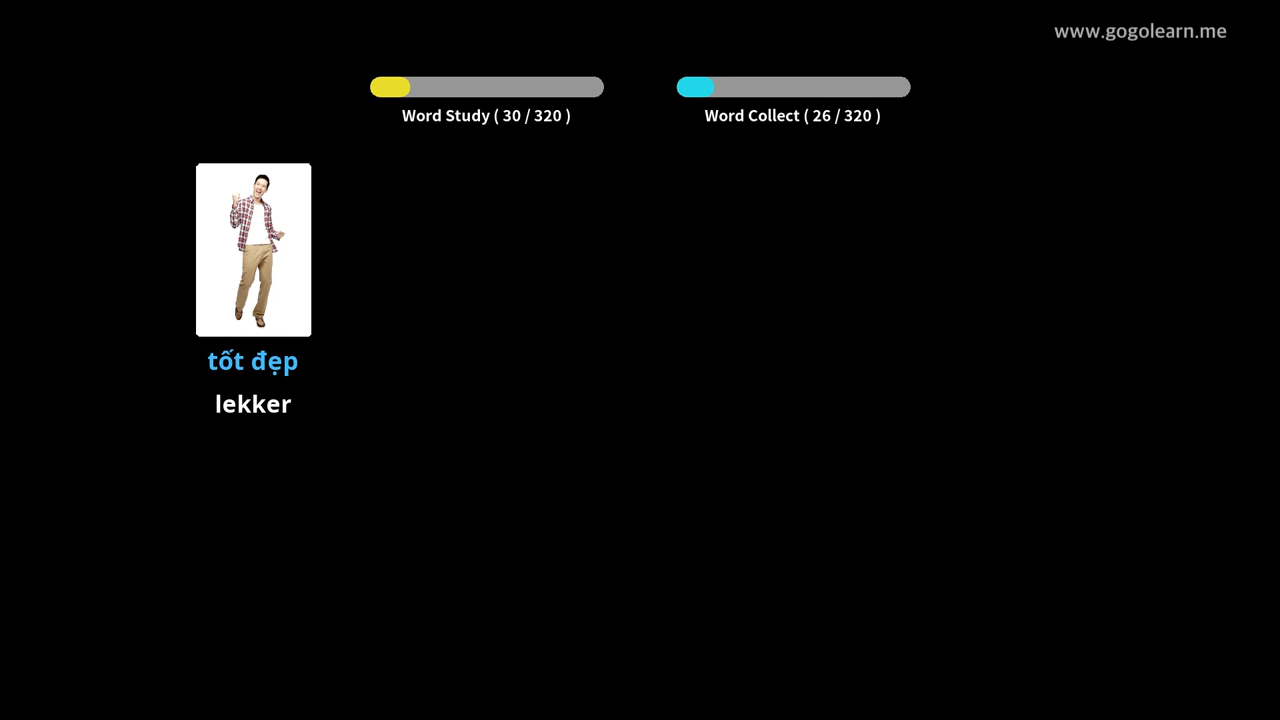 www.gogolearn.me
Word Study ( 30 / 320 )
Word Collect ( 26 / 320 )
tốt đẹp
lekker